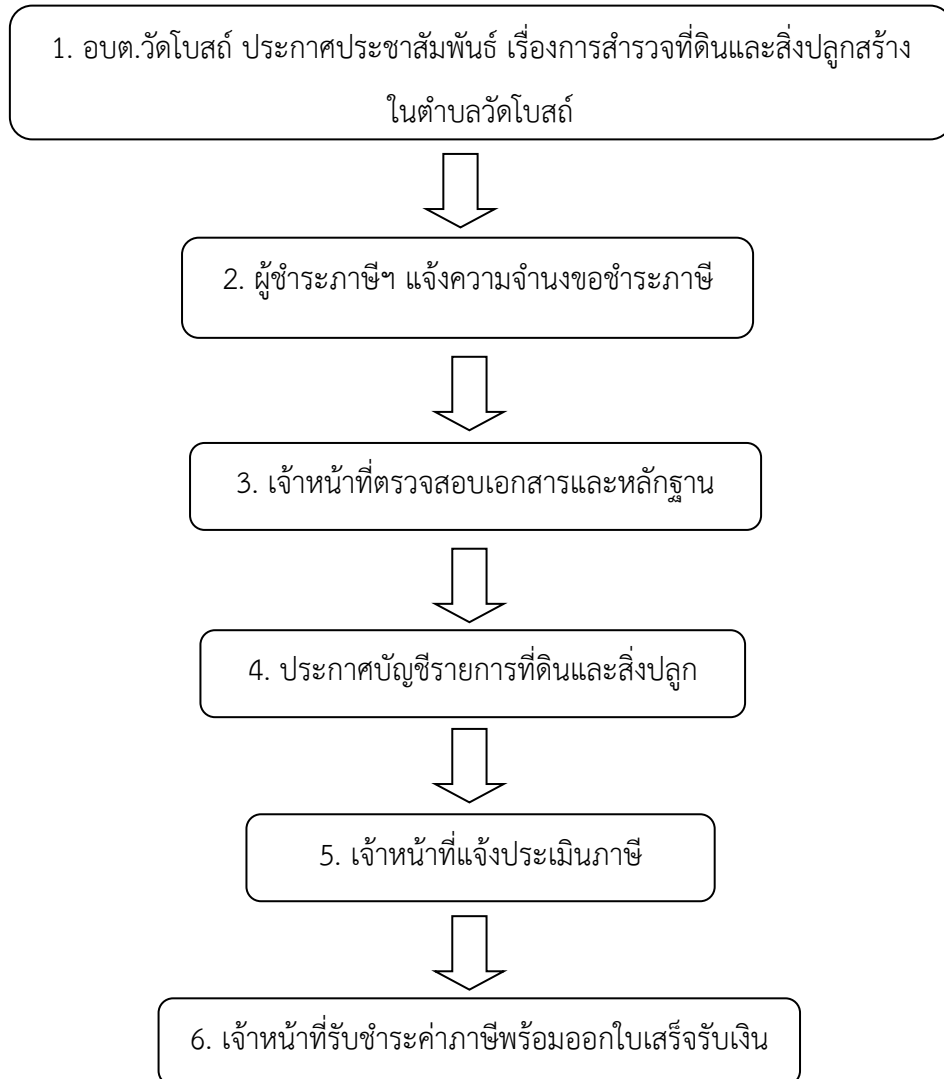 1. อบต.วัดโบสถ์ ประกาศประชาสัมพันธ์ เรื่องการสำรวจที่ดินและสิ่งปลูกสร้าง
ในตำบลวัดโบสถ์
2. ผู้ชำระภาษีฯ แจ้งความจำนงขอชำระภาษี
3. เจ้าหน้าที่ตรวจสอบเอกสารและหลักฐาน
4. ประกาศบัญชีรายการที่ดินและสิ่งปลูก
5. เจ้าหน้าที่แจ้งประเมินภาษี
6. เจ้าหน้าที่รับชำระค่าภาษีพร้อมออกใบเสร็จรับเงิน